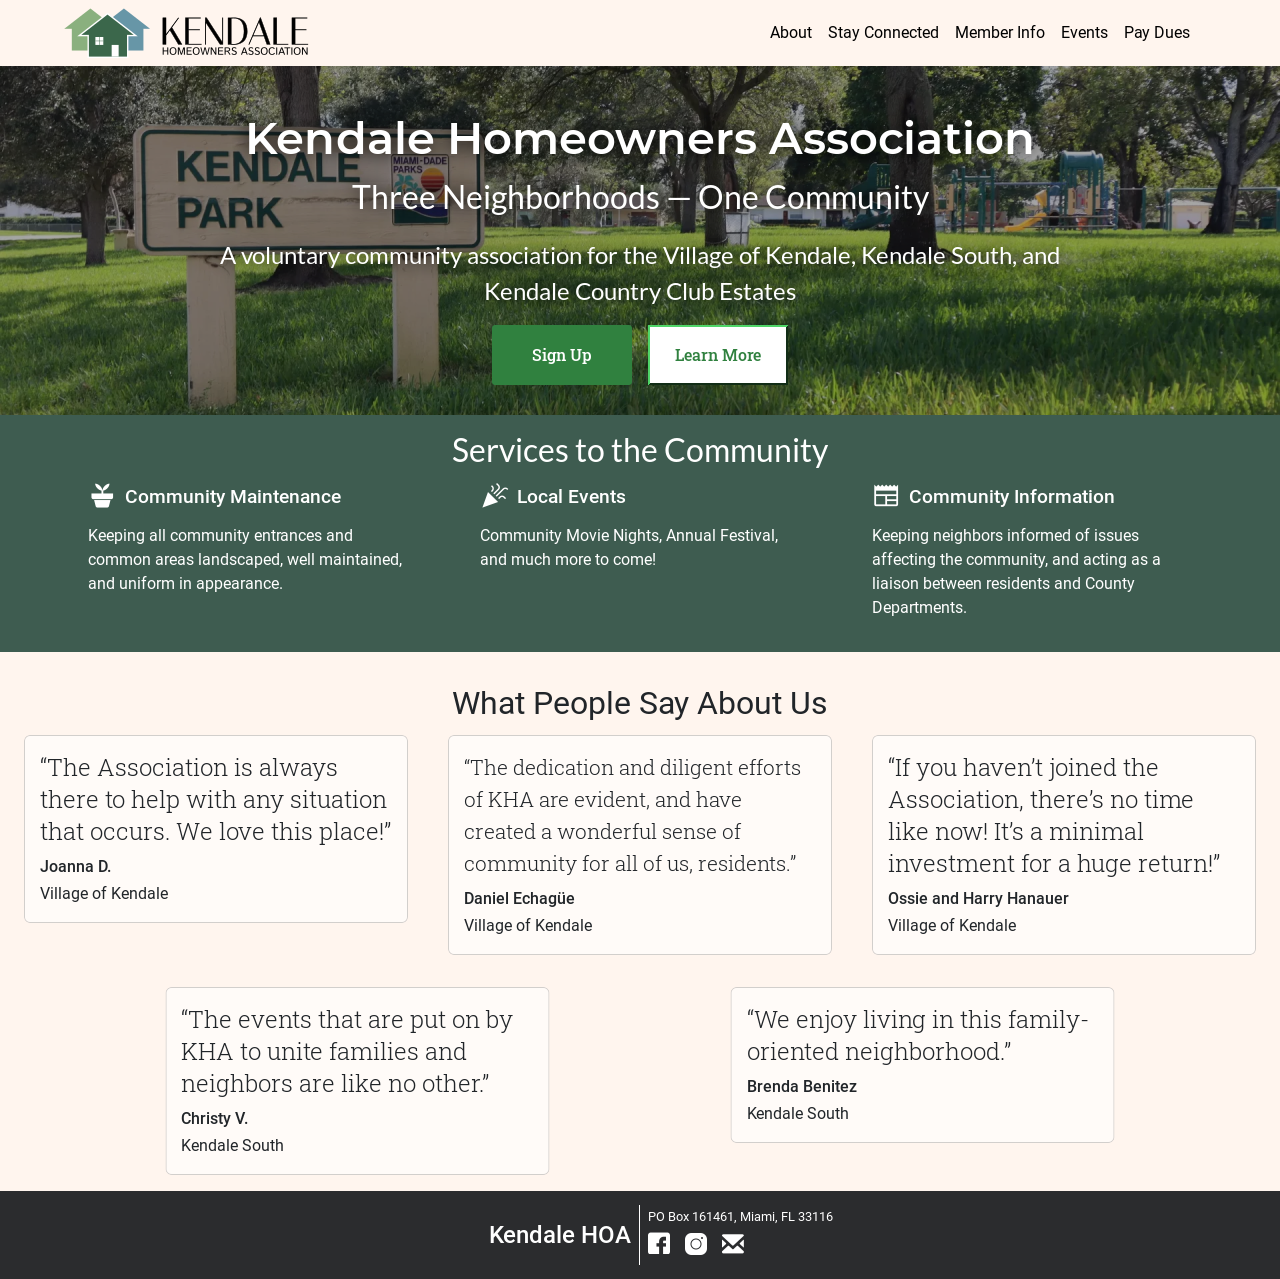 KENDALE
HOMEOWNERS ASSOCIATION
About Stay Connected Member Info Events Pay Dues
KENDALE
PARK
MIAMI-DADE
PARKS
Kendale Homeowners Association
Three Neighborhoods — One Community
A voluntary community association for the Village of Kendale, Kendale South, and
Kendale Country Club Estates
Sign Up
Learn More
Services to the Community
Community Maintenance
Keeping all community entrances and
common areas landscaped, well maintained,
and uniform in appearance.
Local Events
Community Movie Nights, Annual Festival,
and much more to come!
Community Information
Keeping neighbors informed of issues
affecting the community, and acting as a
liaison between residents and County
Departments.
What People Say About Us
“The Association is always
there to help with any situation
that occurs. We love this place!”
Joanna D.
Village of Kendale
“The dedication and diligent efforts
of KHA are evident, and have
created a wonderful sense of
community for all of us, residents.”
Daniel Echagüe
Village of Kendale
“If you haven’t joined the
Association, there’s no time
like now! It’s a minimal
investment for a huge return!”
Ossie and Harry Hanauer
Village of Kendale
“The events that are put on by
KHA to unite families and
neighbors are like no other.”
Christy V.
Kendale South
“We enjoy living in this family-
oriented neighborhood.”
Brenda Benitez
Kendale South
Kendale HOA
PO Box 161461, Miami, FL 33116